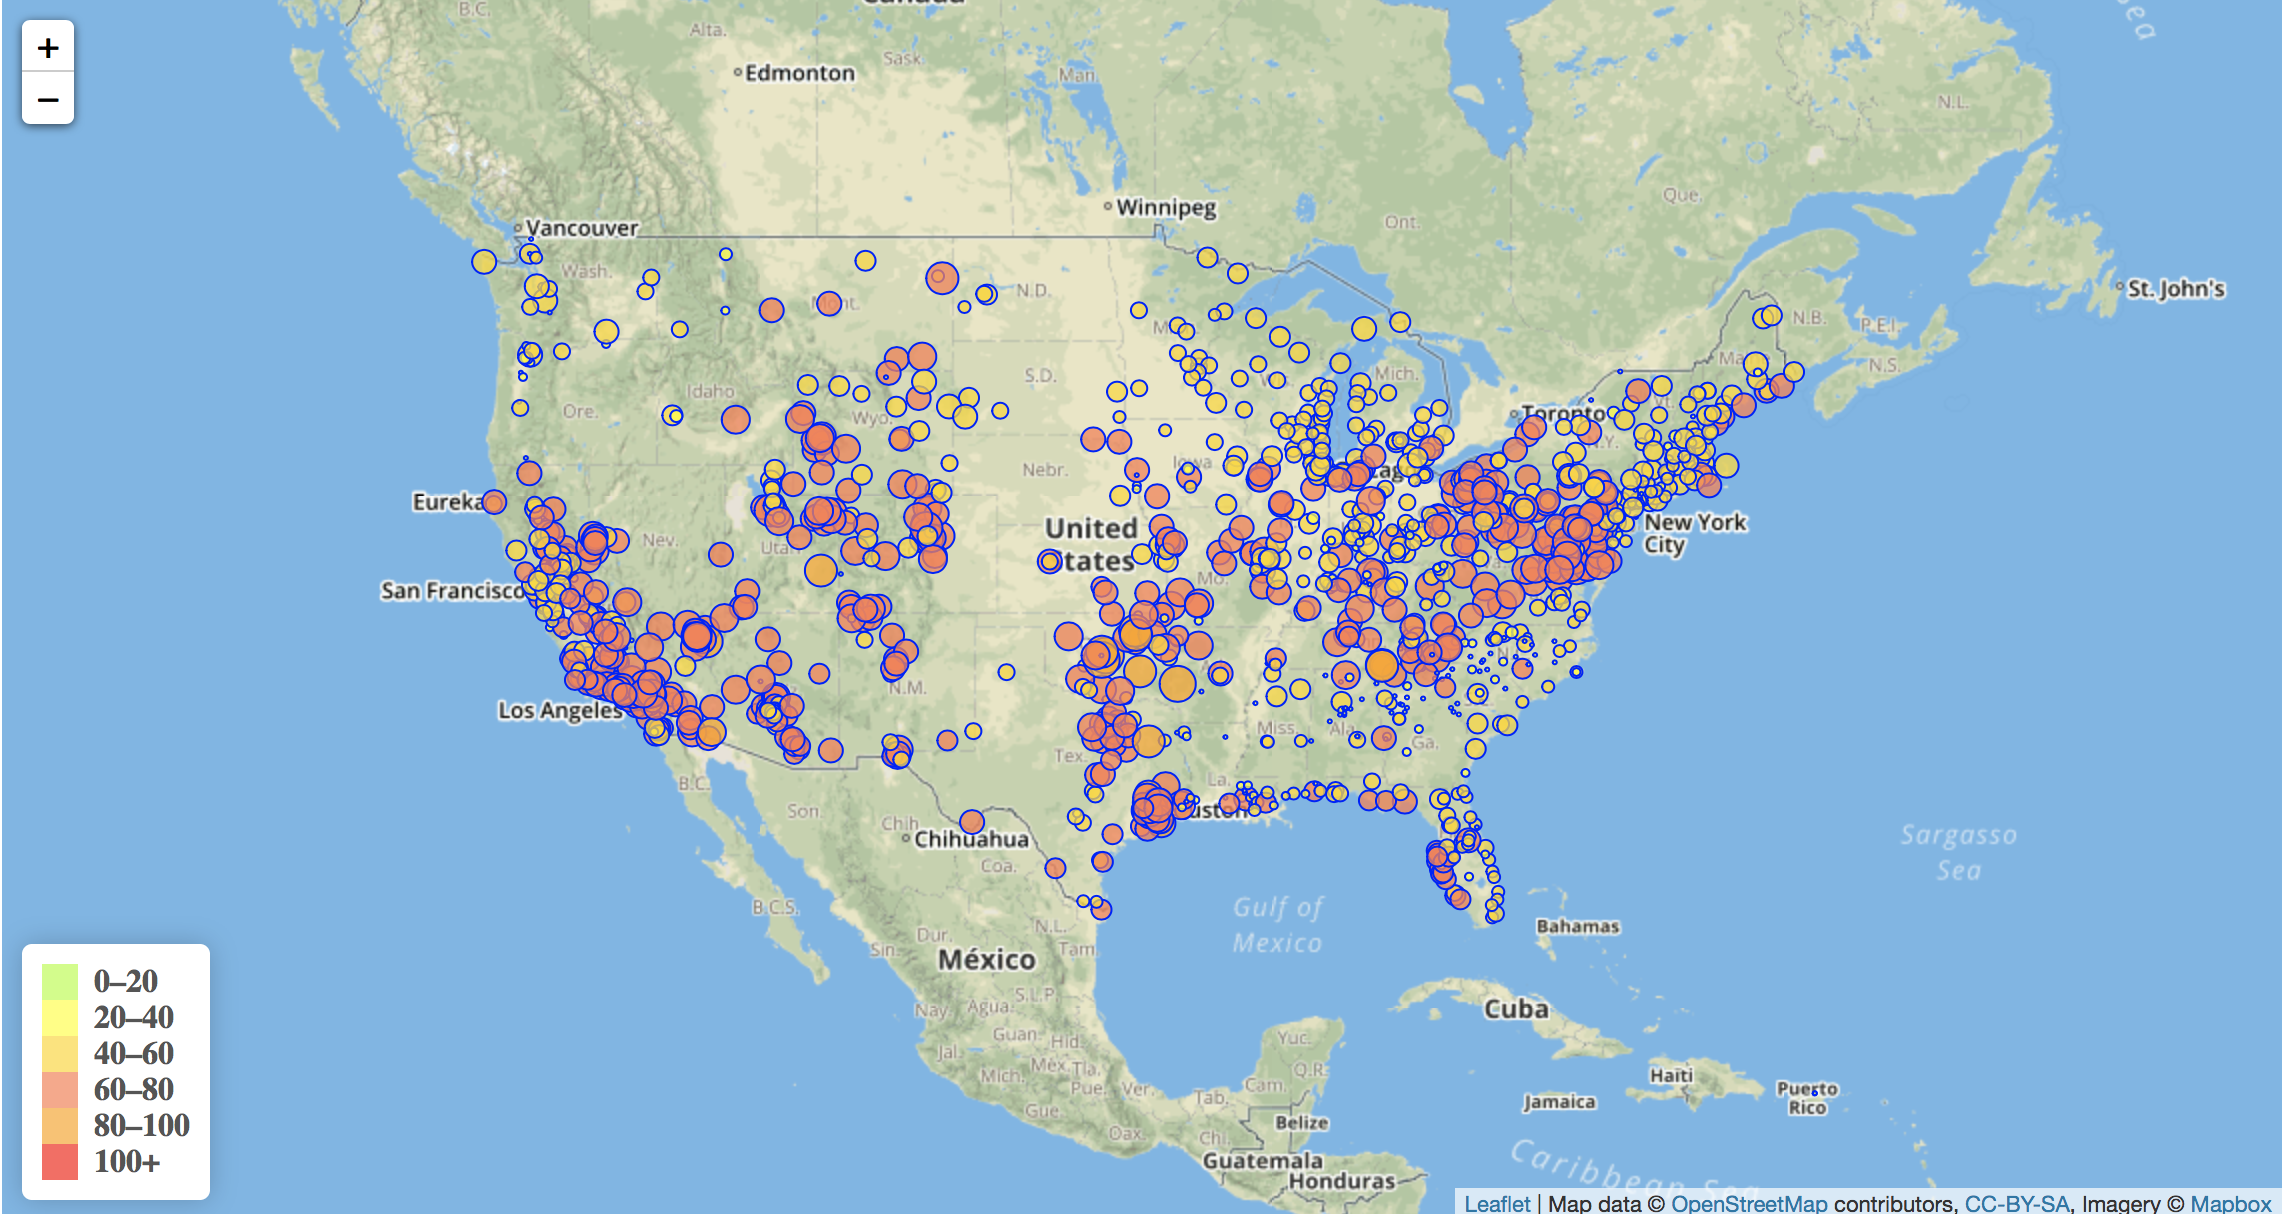 +
−
Canada
B.C.
Alta.
Edmonton
Sask.
Man.
N.L.
Que.
Ont.
Winnipeg
Vancouver
Wash.
Mont.
N.D.
St. John's
N.B.
P.E.I.
N.S.
Idaho
S.D.
Mich.
Ore.
Wyo.
Toronto
Vt.
N.Y.
Nebr.
Iowa
Eureka
United
States
New York
City
Nev.
Utah
San Francisco
Mo.
N.M.
Los Angeles
Miss.
Ala.
Ga.
Tex.
La.
B.C.
Son.
Chih.
Chihuahua
Coa.
Sargasso
Sea
B.C.S.
Gulf of
Mexico
Bahamas
N.L.
Dur.
Sin.
Tam.
México
S.L.P.
Nay.
Agua.
Cuba
Guan.
Hid.
Yuc.
Jal.
Méx.
Tla.
Q.R.
Mich.
Pue.
Ver.
Cam.
Tab.
Haiti
Puerto
Rico
Jamaica
Gue.
Oax.
Chi.
Belize
Guatemala
Honduras
Caribbean Sea
0–20
20–40
40–60
60–80
80–100
100+
Leaflet | Map data © OpenStreetMap contributors, CC-BY-SA, Imagery © Mapbox